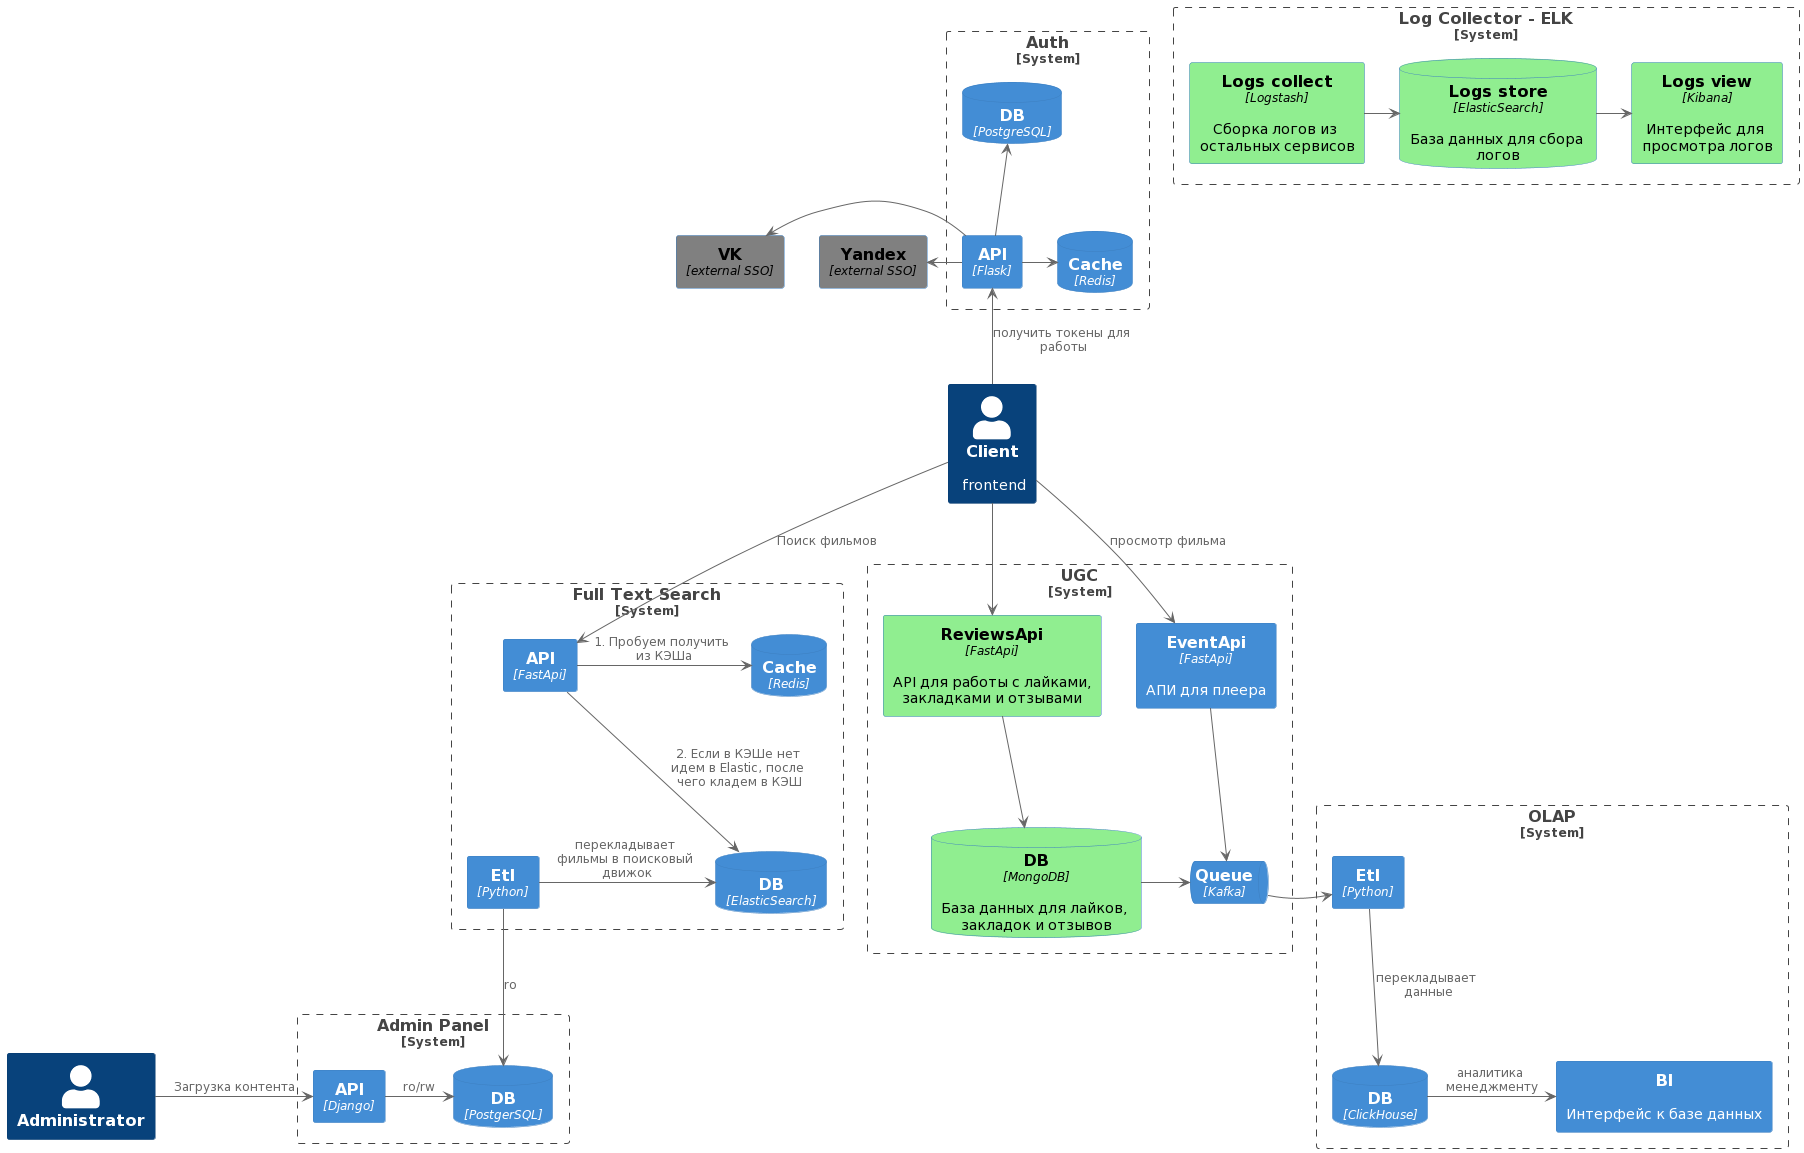 Log Collector - ELK
[System]
Logs collect
[Logstash]
Сборка логов из
остальных сервисов
Logs store
[ElasticSearch]
База данных для сбора
логов
Logs view
[Kibana]
Интерфейс для
просмотра логов
Auth
[System]
DB
[PostgreSQL]
VK
[external SSO]
Yandex
[external SSO]
API
[Flask]
Cache
[Redis]
получить токены для
работы
Client
frontend
Поиск фильмов
просмотр фильма
Full Text Search
[System]
API
[FastApi]
1. Пробуем получить
из КЭШа
Cache
[Redis]
2. Если в КЭШе нет
идем в Elastic, после
чего кладем в КЭШ
Etl
[Python]
перекладывает
фильмы в поисковый
движок
DB
[ElasticSearch]
UGC
[System]
ReviewsApi
[FastApi]
API для работы с лайками,
закладками и отзывами
EventApi
[FastApi]
АПИ для плеера
DB
[MongoDB]
База данных для лайков,
закладок и отзывов
Queue
[Kafka]
OLAP
[System]
Etl
[Python]
перекладывает
данные
DB
[ClickHouse]
аналитика
менеджменту
BI
Интерфейс к базе данных
ro
Admin Panel
[System]
Administrator
Загрузка контента
API
[Django]
ro/rw
DB
[PostgerSQL]